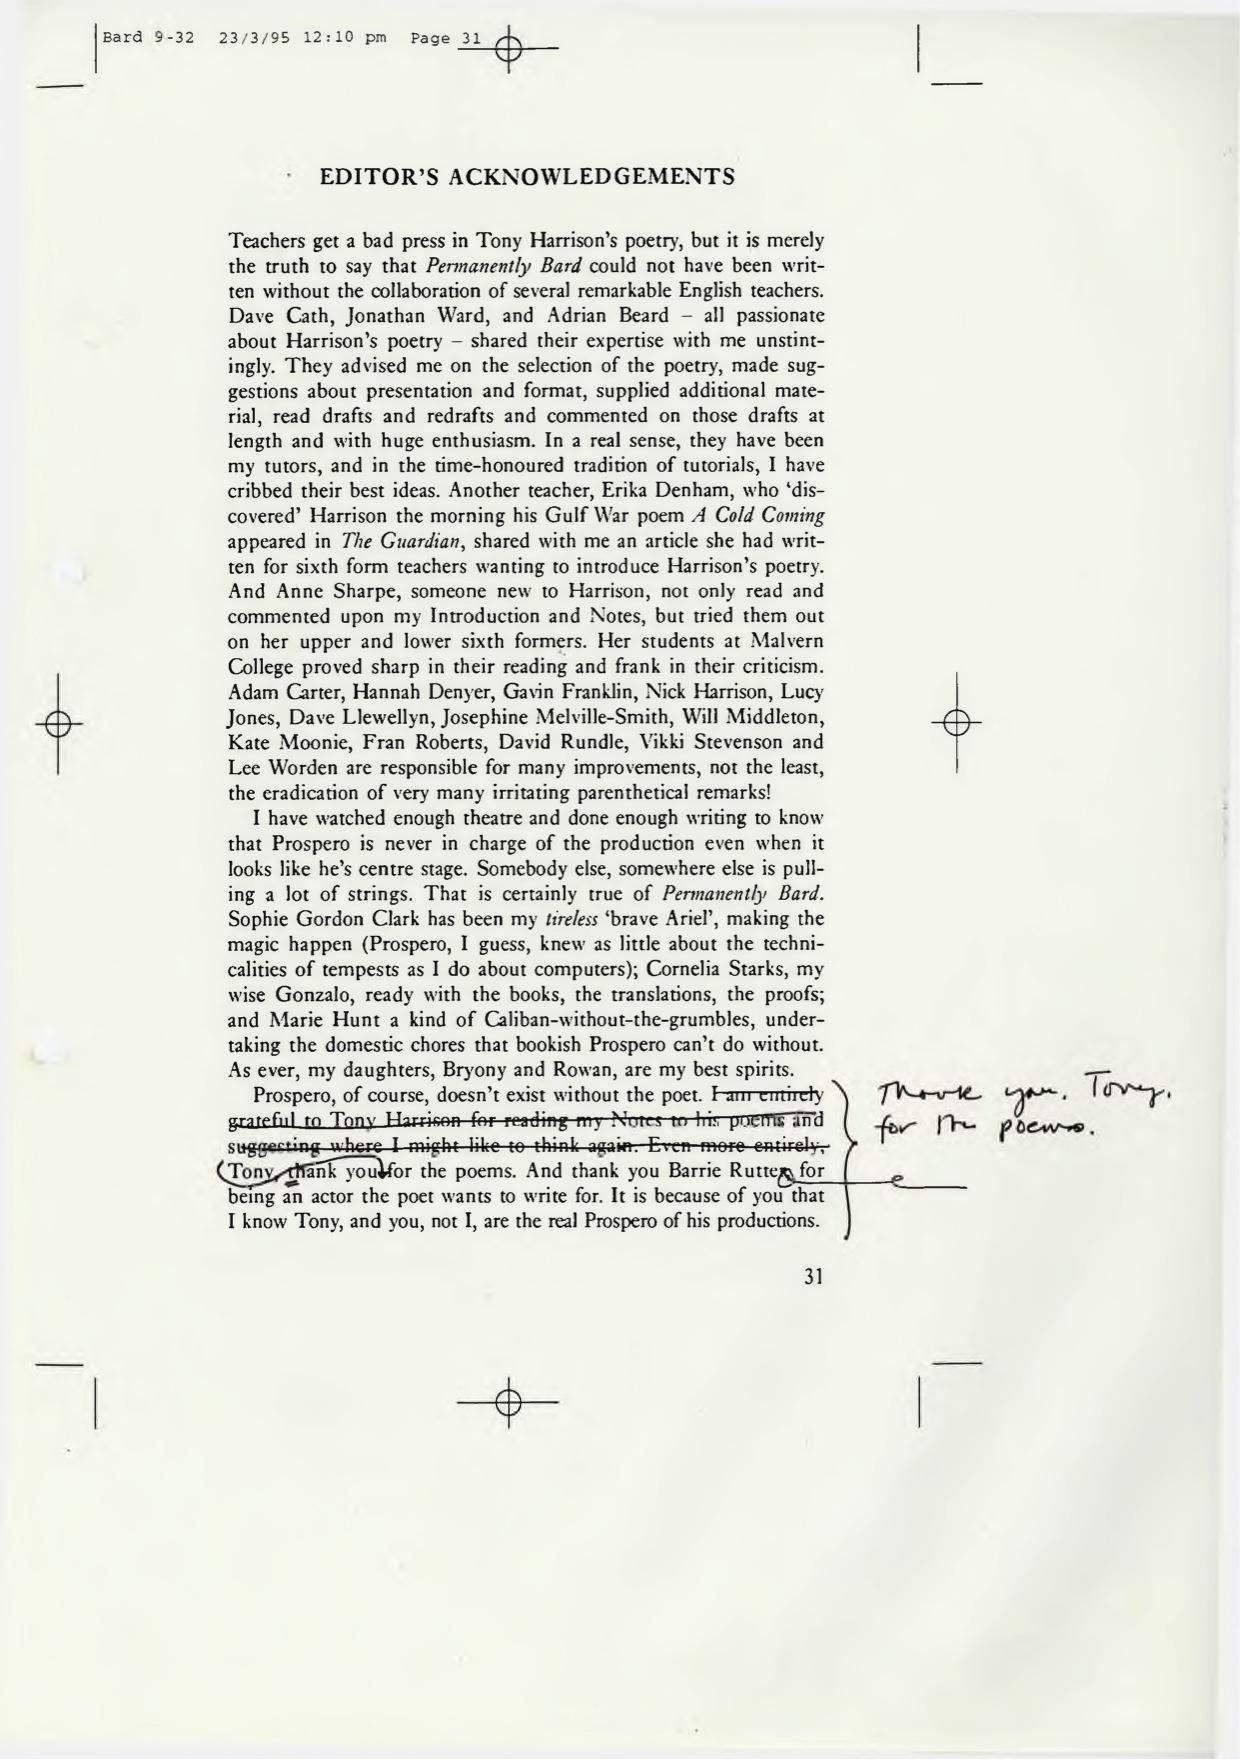 Bard 9-32 23/3/95 12:10 pm Page 31
EDITOR'S ACKNOWLEDGEMENTS
Teachers get a bad press in Tony Harrison's poetry, but it is merely
the truth to say that Permanently Bard could not have been writ-
ten without the collaboration of several remarkable English teachers.
Dave Cath, Jonathan Ward, and Adrian Beard – all passionate
about Harrison's poetry – shared their expertise with me unstint-
ingly. They advised me on the selection of the poetry, made sug-
gestions about presentation and format, supplied additional mate-
rial, read drafts and redrafts and commented on those drafts at
length and with huge enthusiasm. In a real sense, they have been
my tutors, and in the time-honoured tradition of tutorials, I have
cribbed their best ideas. Another teacher, Erika Denham, who 'dis-
covered' Harrison the morning his Gulf War poem A Cold Coming
appeared in The Guardian, shared with me an article she had writ-
ten for sixth form teachers wanting to introduce Harrison's poetry.
And Anne Sharpe, someone new to Harrison, not only read and
commented upon my Introduction and Notes, but tried them out
on her upper and lower sixth formers. Her students at Malvern
College proved sharp in their reading and frank in their criticism.
Adam Carter, Hannah Denyer, Gavin Franklin, Nick Harrison, Lucy
Jones, Dave Llewellyn, Josephine Melville-Smith, Will Middleton,
Kate Moonie, Fran Roberts, David Rundle, Vikki Stevenson and
Lee Worden are responsible for many improvements, not the least,
the eradication of very many irritating parenthetical remarks!
I have watched enough theatre and done enough writing to know
that Prospero is never in charge of the production even when it
looks like he's centre stage. Somebody else, somewhere else is pull-
ing a lot of strings. That is certainly true of Permanently Bard.
Sophie Gordon Clark has been my tireless 'brave Ariel', making the
magic happen (Prospero, I guess, knew as little about the techni-
calities of tempests as I do about computers); Cornelia Starks, my
wise Gonzalo, ready with the books, the translations, the proofs;
and Marie Hunt a kind of Caliban-without-the-grumbles, under-
taking the domestic chores that bookish Prospero can't do without.
As ever, my daughters, Bryony and Rowan, are my best spirits.
Prospero, of course, doesn't exist without the poet. I am entirely
grateful to Tony Harrison for reading my Notes to his poems and
suggesting where I might like to think again. Even more entirely,
Tony, thank you for the poems. And thank you Barrie Rutter for
being an actor the poet wants to write for. It is because of you that
I know Tony, and you, not I, are the real Prospero of his productions.
Thank you, Tony,
for the poems.
e
31